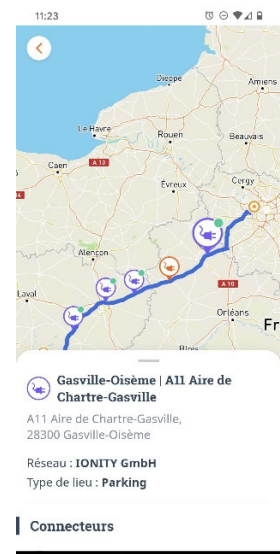 11:23
Dieppe
Amiens
Le Havre
Rouen
Beauvais
Caen
A 13
Évreux
Cergy
Alençon
A 10
Laval
Orléans
Fr
Blois
Gasville-Oisème | A11 Aire de
Chartre-Gasville
A11 Aire de Chartre-Gasville,
28300 Gasville-Oisème
Réseau : IONITY GmbH
Type de lieu : Parking
Connecteurs